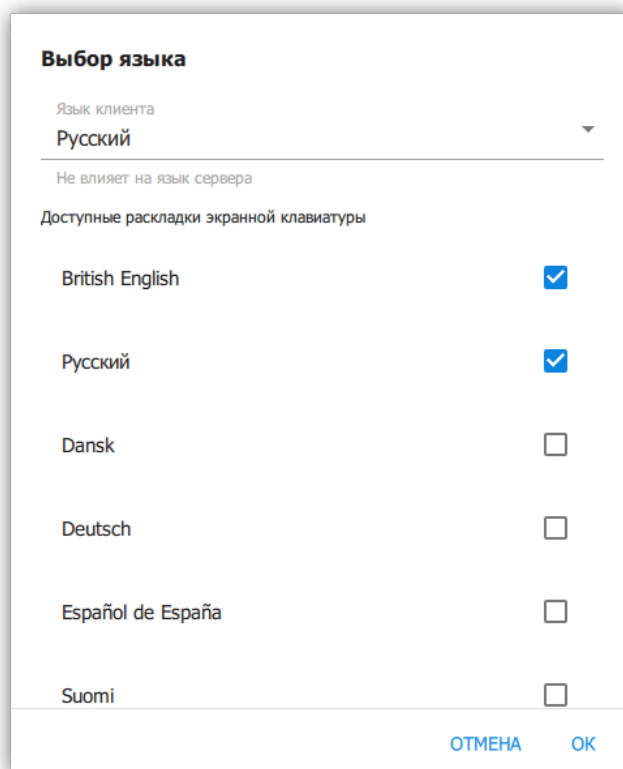 Выбор языка
Язык клиента
Русский
Не влияет на язык сервера
Доступные раскладки экранной клавиатуры
British English
Русский
Dansk
Deutsch
Español de España
Suomi
ОТМЕНА ОК